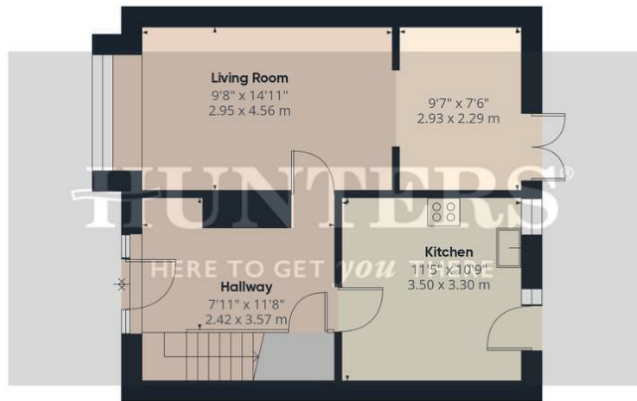 Living Room
9'8" x 14'11"
2.95 x 4.56 m
9'7" x 7'6"
2.93 x 2.29 m
HUNTERS®
HERE TO GET you THERE
Kitchen
11'5" x 10'9"
3.50 x 3.30 m
Hallway
7'11" x 11'8"
2.42 x 3.57 m